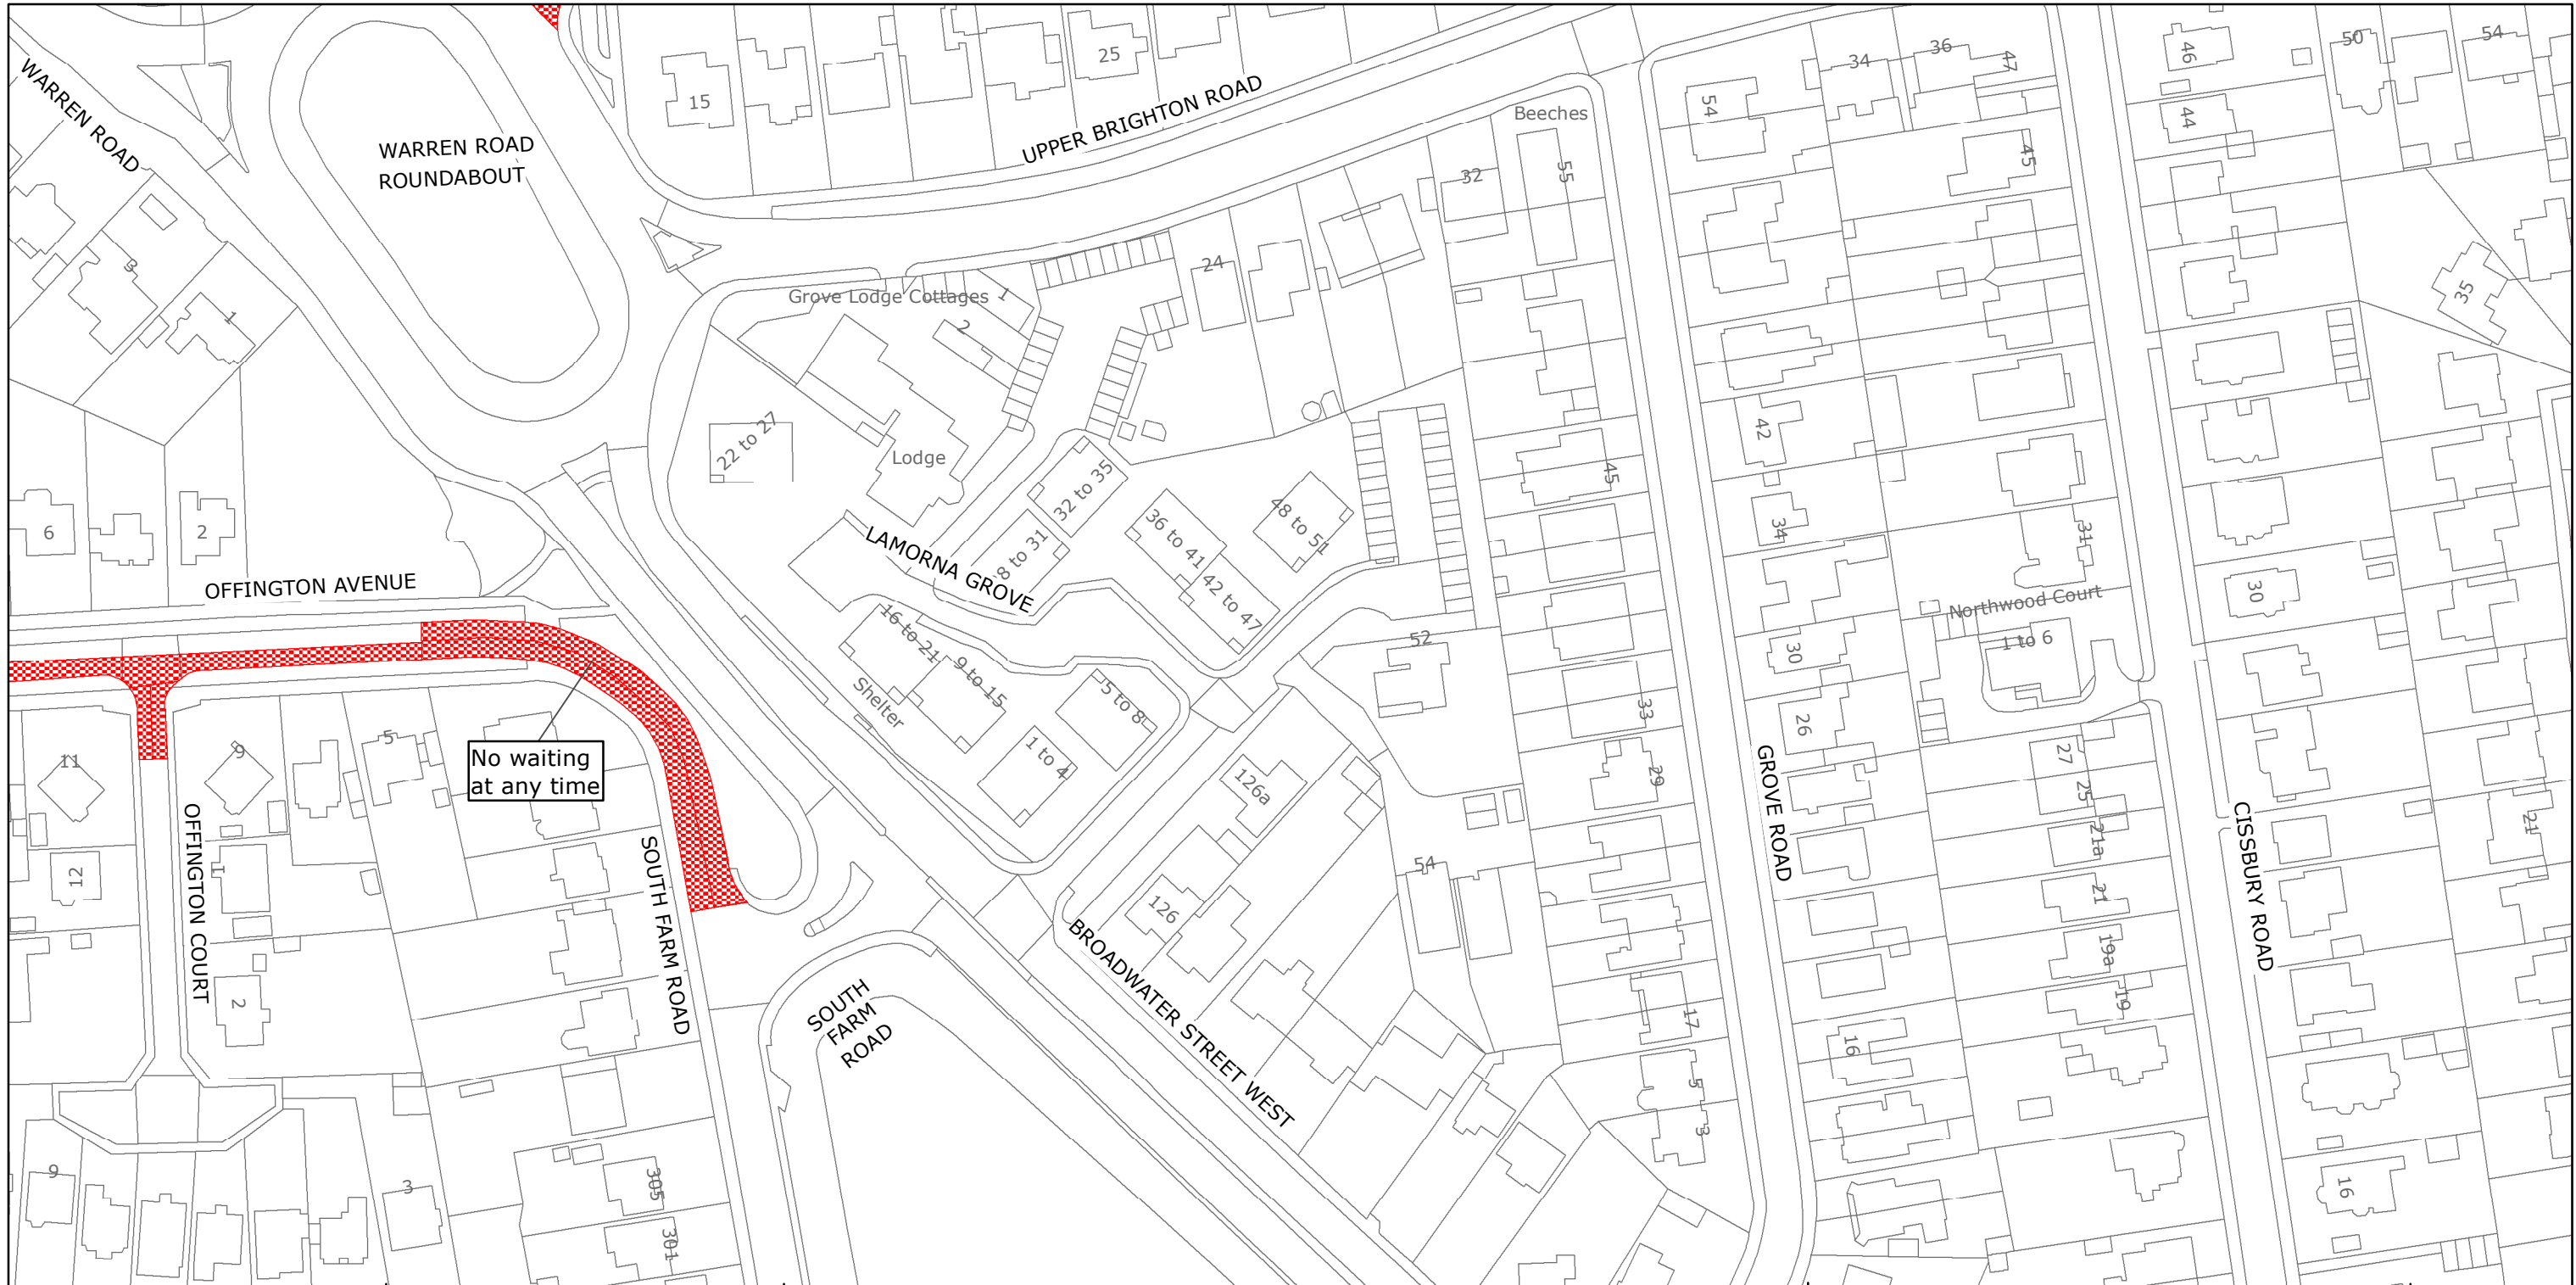 WARREN ROAD
WARREN ROAD
ROUNDABOUT
UPPER BRIGHTON ROAD
15
25
Beeches
32
55
54
34
36
47
45
46
44
50
54
35
3
1
Grove Lodge Cottages
1
2
24
22 to 27
Lodge
32 to 35
36 to 41
48 to 51
42 to 47
8 to 31
LAMORNA GROVE
16 to 21
9 to 15
5 to 8
1 to 4
Shelter
6
2
OFFINGTON AVENUE
No waiting
at any time
11
9
5
12
1
2
OFFINGTON COURT
SOUTH FARM ROAD
SOUTH
FARM
ROAD
BROADWATER STREET WEST
126a
126
52
54
45
33
29
17
5
3
42
34
30
26
16
GROVE ROAD
31
Northwood Court
1 to 6
27
25
21a
21
19a
19
30
21
16
CISSBURY ROAD
9
3
305
301